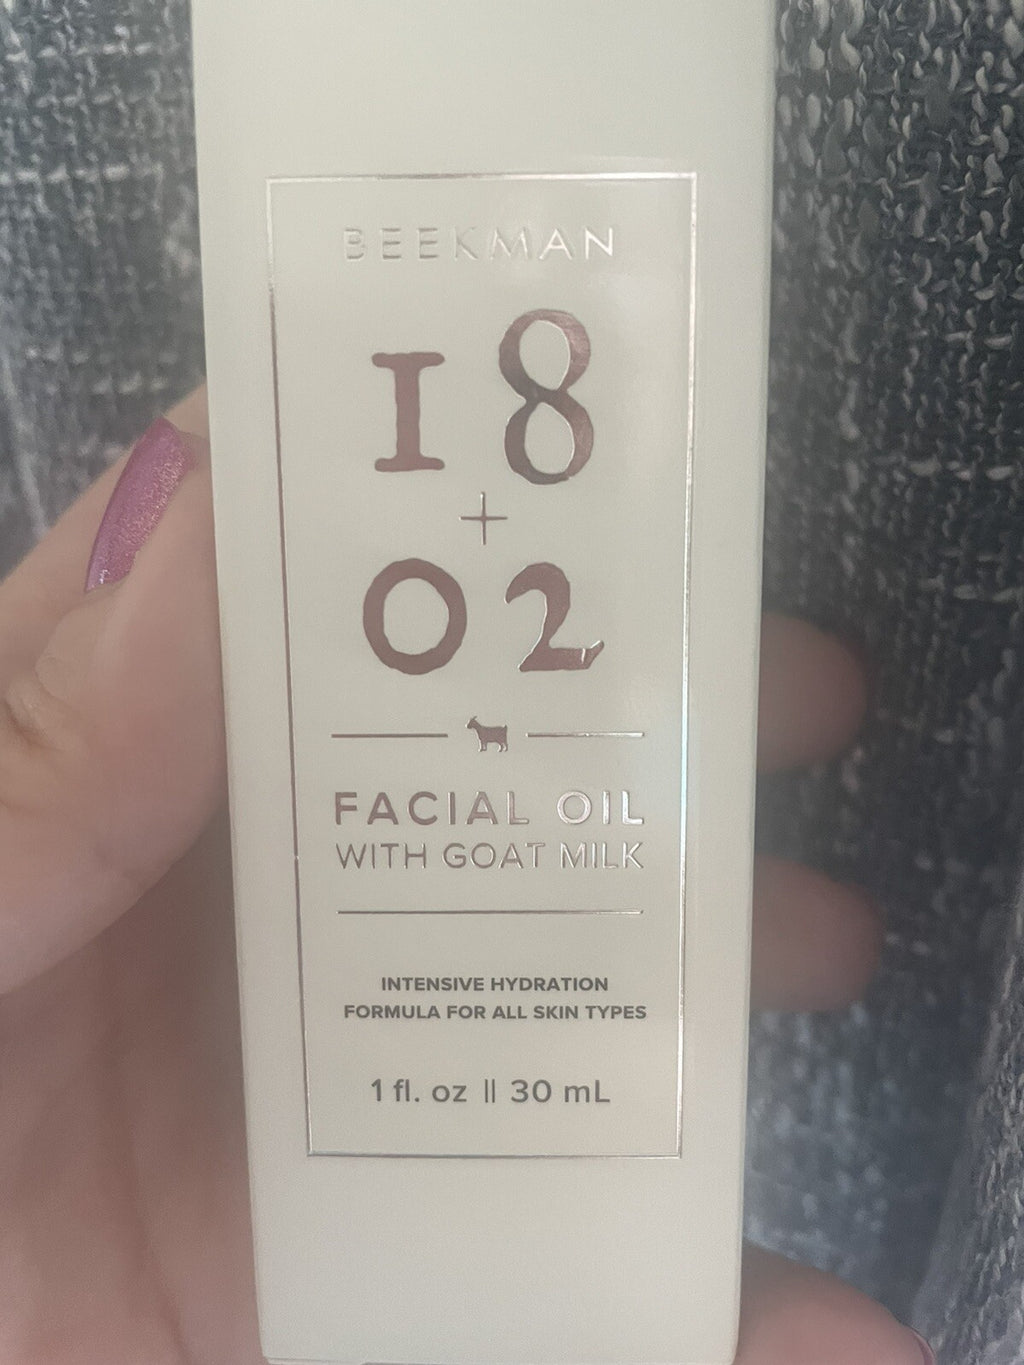 BEEKMAN
18
+
02
FACIAL OIL
WITH GOAT MILK
INTENSIVE HYDRATION
FORMULA FOR ALL SKIN TYPES
1 fl. oz || 30 mL